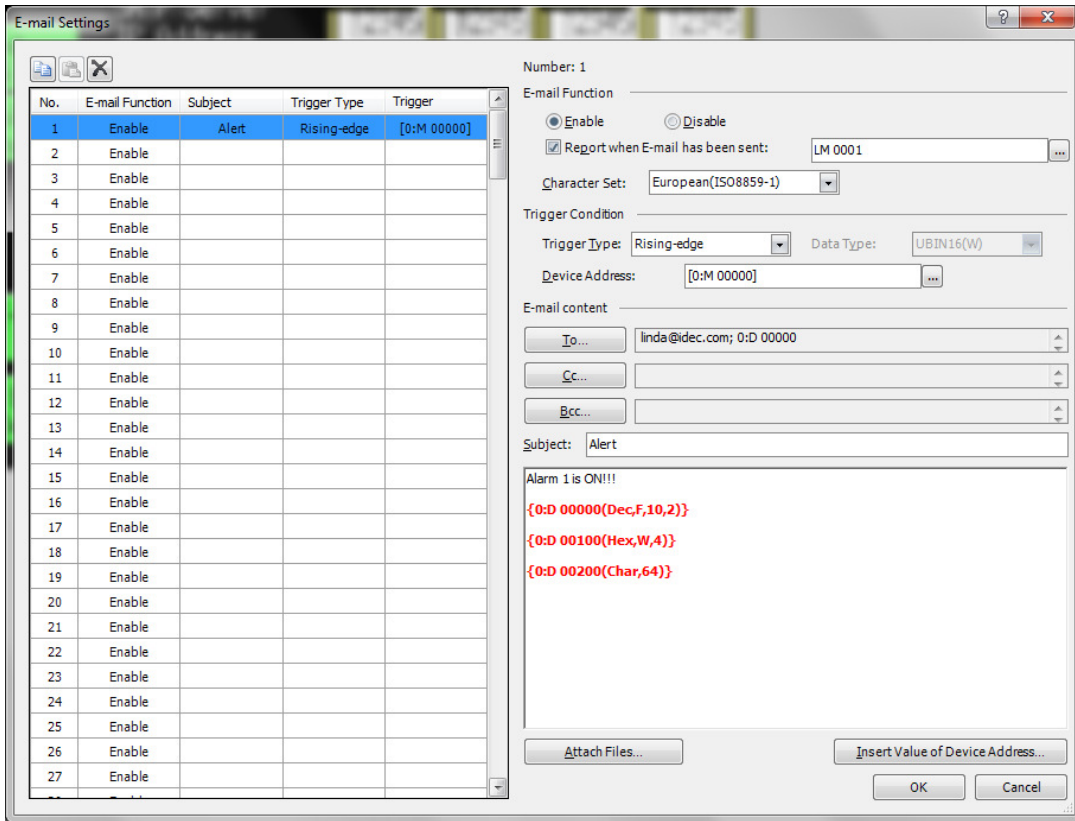 E-mail Settings
Number: 1
No. E-mail Function Subject Trigger Type Trigger
1 Enable Alert Rising-edge [0:M 00000]
2 Enable
3 Enable
4 Enable
5 Enable
6 Enable
7 Enable
8 Enable
9 Enable
10 Enable
11 Enable
12 Enable
13 Enable
14 Enable
15 Enable
16 Enable
17 Enable
18 Enable
19 Enable
20 Enable
21 Enable
22 Enable
23 Enable
24 Enable
25 Enable
26 Enable
27 Enable
E-mail Function
Enable Disable
Report when E-mail has been sent: LM 0001 ...
Character Set: European(ISO8859-1)
Trigger Condition
Trigger Type: Rising-edge Data Type: UBIN16(W)
Device Address: [0:M 00000] ...
E-mail content
To... linda@idec.com; 0:D 00000
Cc...
Bcc...
Subject: Alert
Alarm 1 is ON!!!
{0:D 00000(Dec,F,10,2)}
{0:D 00100(Hex,W,4)}
{0:D 00200(Char,64)}
Attach Files... Insert Value of Device Address...
OK Cancel